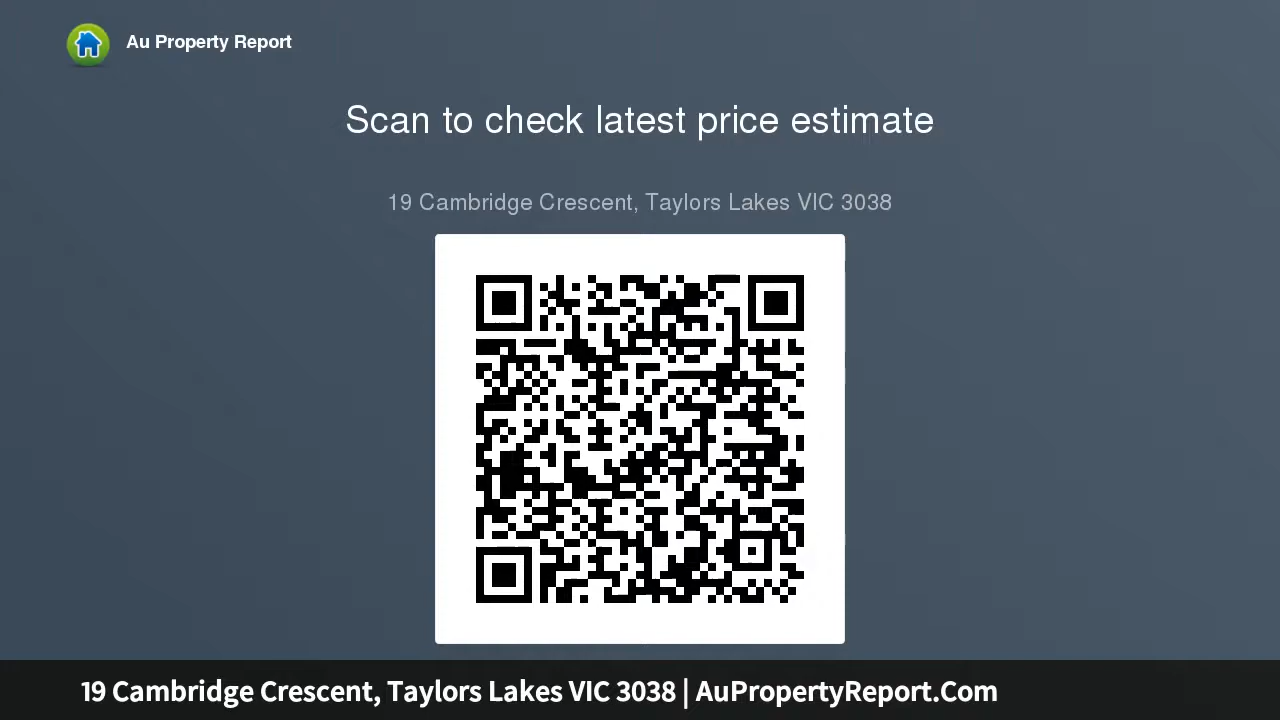 Au Property Report
Scan to check latest price estimate
19 Cambridge Crescent, Taylors Lakes VIC 3038
19 Cambridge Crescent, Taylors Lakes VIC 3038 | AuPropertyReport.Com